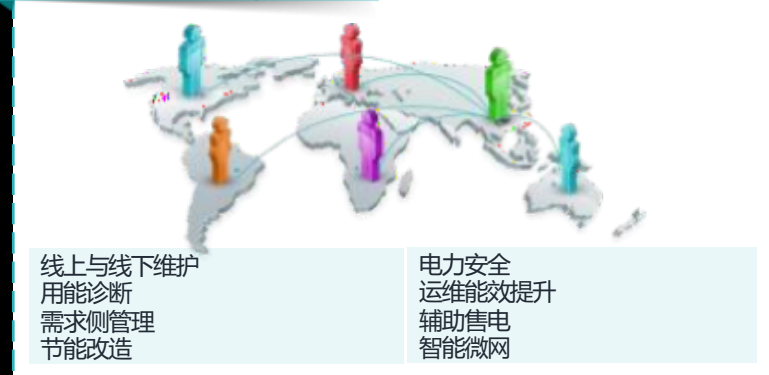 线上与线下维护
用能诊断
需求侧管理
节能改造
电力安全
运维能效提升
辅助售电
智能微网